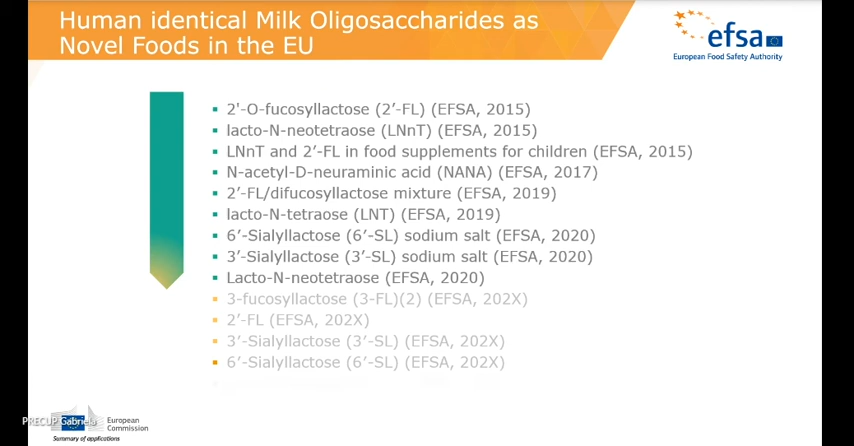 Human identical Milk Oligosaccharides as
Novel Foods in the EU
efsa
European Food Safety Authority
2'-O-fucosyllactose (2’-FL) (EFSA, 2015)
lacto-N-neotetraose (LNnT) (EFSA, 2015)
LNnT and 2’-FL in food supplements for children (EFSA, 2015)
N-acetyl-D-neuraminic acid (NANA) (EFSA, 2017)
2’-FL/difucosyllactose mixture (EFSA, 2019)
lacto-N-tetraose (LNT) (EFSA, 2019)
6’-Sialyllactose (6’-SL) sodium salt (EFSA, 2020)
3’-Sialyllactose (3’-SL) sodium salt (EFSA, 2020)
Lacto-N-neotetraose (EFSA, 2020)
3-fucosyllactose (3-FL)(2) (EFSA, 202X)
2’-FL (EFSA, 202X)
3’-Sialyllactose (3’-SL) (EFSA, 202X)
6’-Sialyllactose (6’-SL) (EFSA, 202X)
PRECUP Gabriela
European
Commission
Summary of applications